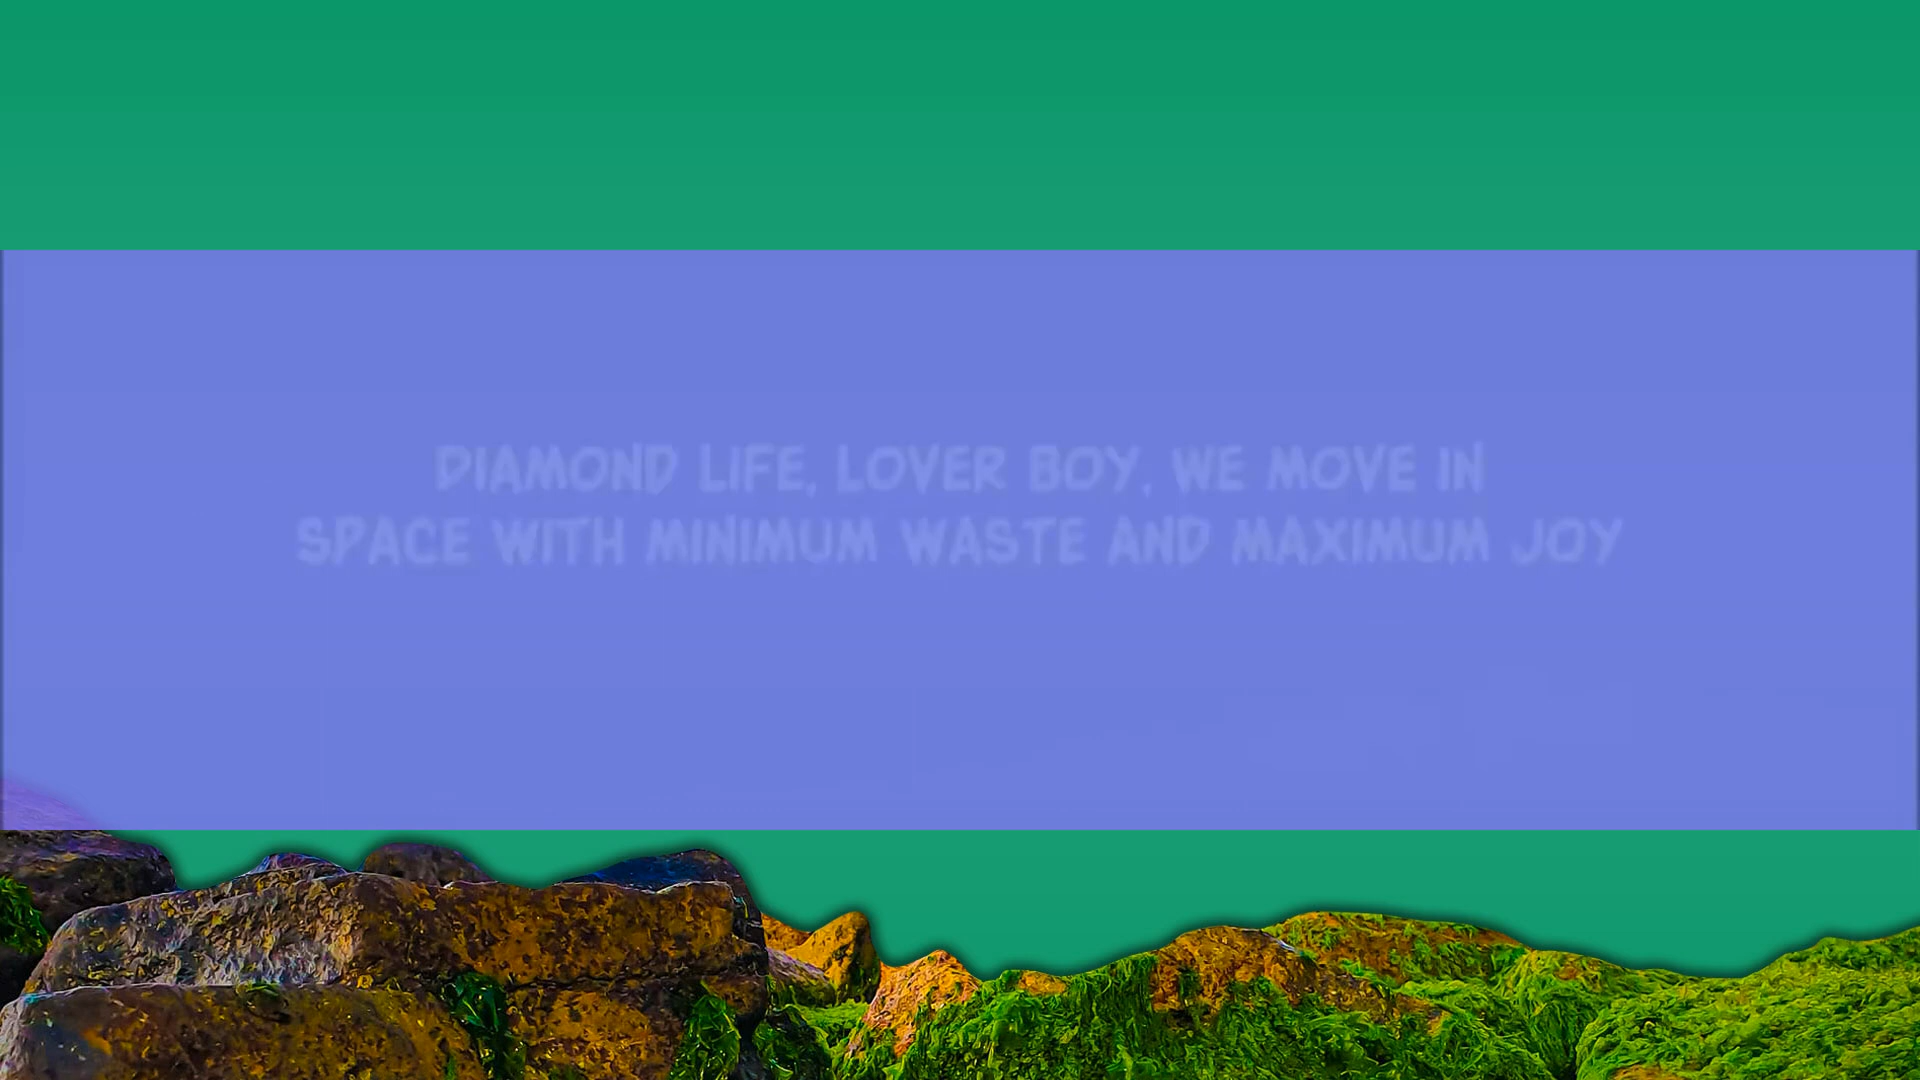 DIAMOND LIFE, LOVER BOY, WE MOVE IN
SPACE WITH MINIMUM WASTE AND MAXIMUM JOY